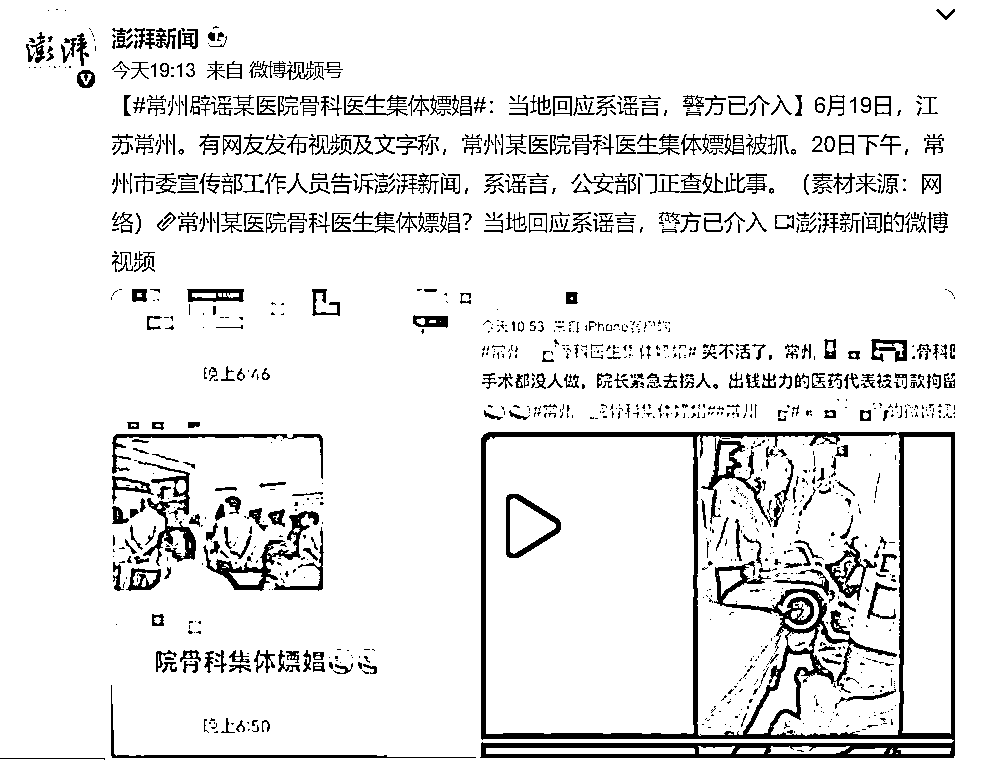 澎湃
澎湃新闻
今天19:13 来自 微博视频号
【#常州辟谣某医院骨科医生集体嫖娼#：当地回应系谣言，警方已介入】6月19日，江
苏常州。有网友发布视频及文字称，常州某医院骨科医生集体嫖娼被抓。20日下午，常
州市委宣传部工作人员告诉澎湃新闻，系谣言，公安部门正查处此事。（素材来源：网
络）常州某医院骨科医生集体嫖娼？当地回应系谣言，警方已介入 澎湃新闻的微博
视频
晚上6:46
院骨科集体嫖娼
晚上6:50
今天10:53 来自 iPhone客户端
#常州 骨科医生集体嫖娼# 笑不活了，常州 骨科医
手术都没人做，院长紧急去捞人。出钱出力的医药代表被罚款拘留
#常州 骨科集体嫖娼##常州 # 的微博视